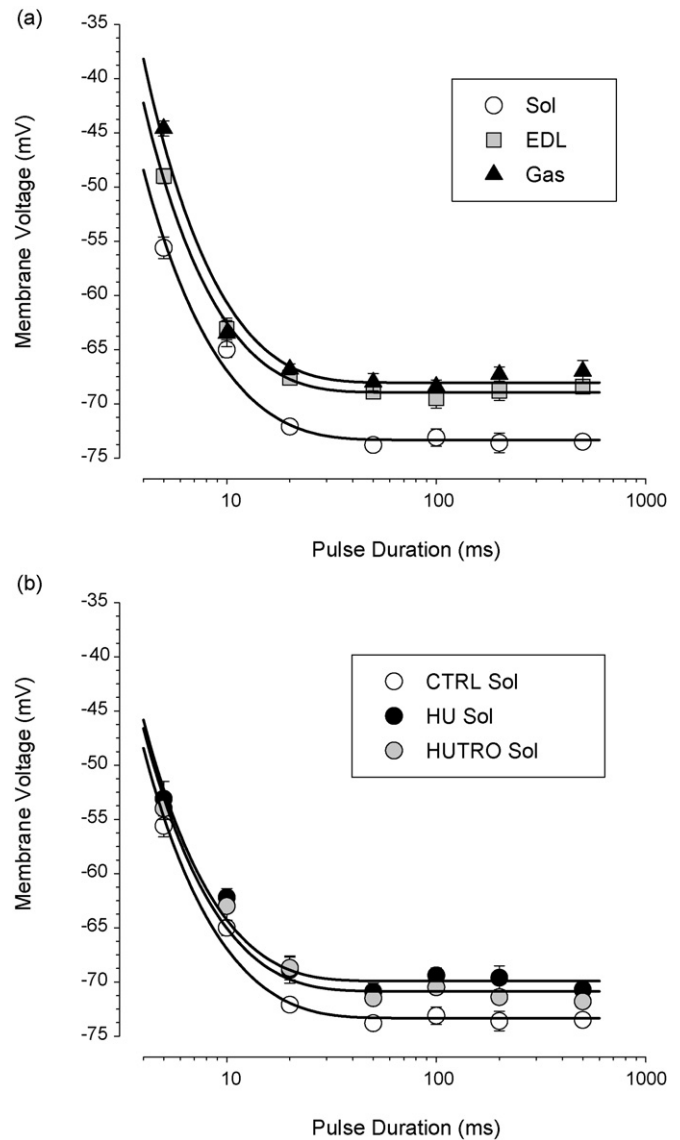 (a)
-35
-40
-45
-50
-55
-60
-65
-70
-75
Membrane Voltage (mV)
Sol
EDL
Gas
10
100
1000
Pulse Duration (ms)
(b)
-35
-40
-45
-50
-55
-60
-65
-70
-75
Membrane Voltage (mV)
CTRL Sol
HU Sol
HUTRO Sol
10
100
1000
Pulse Duration (ms)